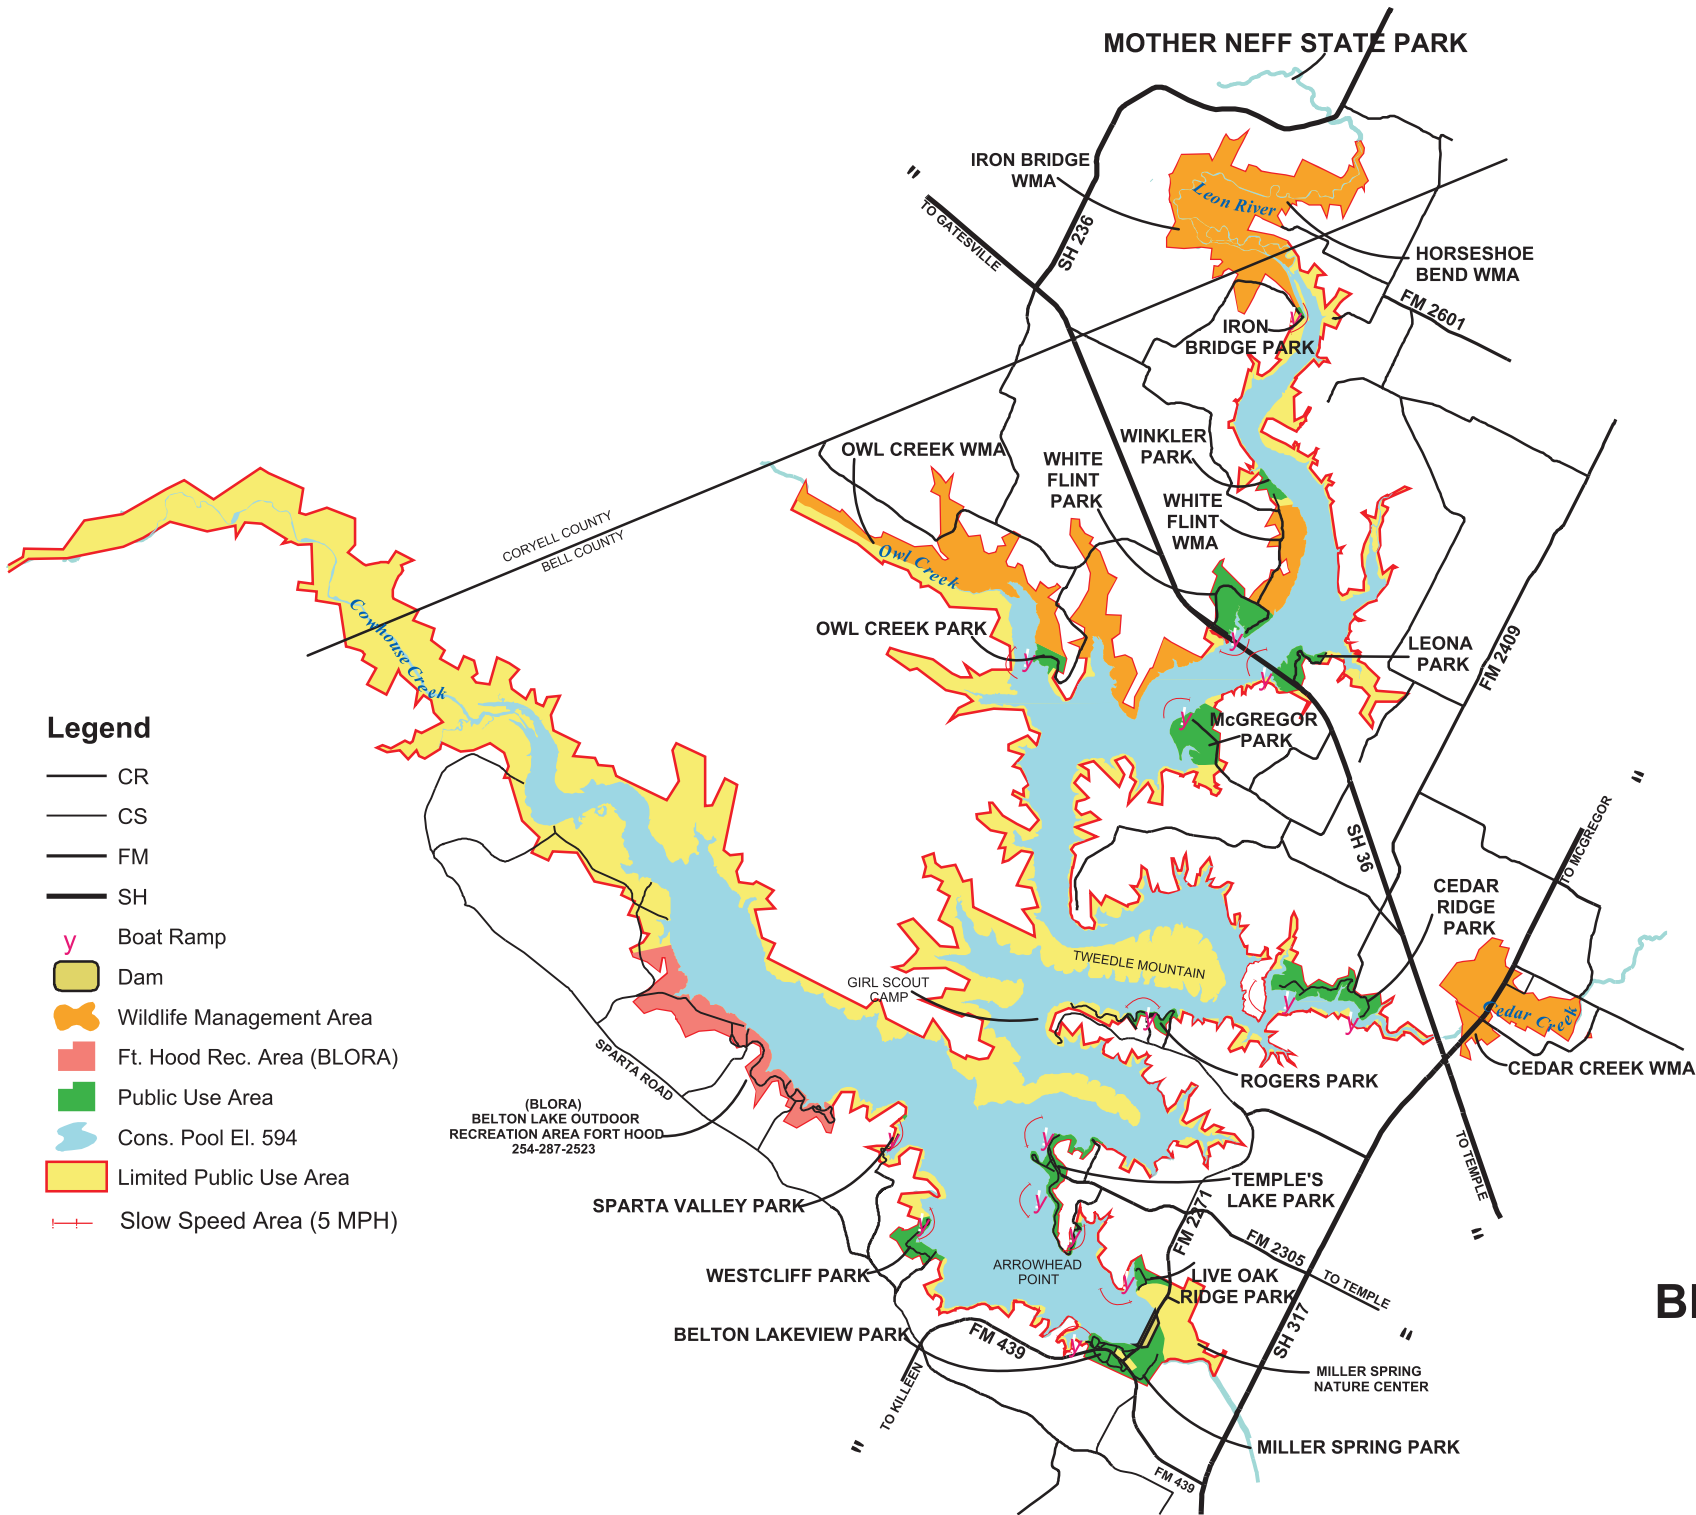 MOTHER NEFF STATE PARK
IRON BRIDGE
WMA
Leon River
"
TO GATESVILLE
SH 236
HORSESHOE
BEND WMA
FM 2601
IRON
BRIDGE PARK
OWL CREEK WMA
WHITE
FLINT
PARK
WINKLER
PARK
WHITE
FLINT
WMA
CORYELL COUNTY
BELL COUNTY
Owl Creek
Cowhouse Creek
OWL CREEK PARK
LEONA
PARK
FM 2409
McGREGOR
PARK
"
TO MCGREGOR
SH 36
CEDAR
RIDGE
PARK
TWEEDLE MOUNTAIN
GIRL SCOUT
CAMP
Cedar Creek
CEDAR CREEK WMA
ROGERS PARK
SPARTA ROAD
(BLORA)
BELTON LAKE OUTDOOR
RECREATION AREA FORT HOOD
254-287-2523
TO TEMPLE
"
SPARTA VALLEY PARK
TEMPLE'S
LAKE PARK
FM 2271
FM 2305
TO TEMPLE
"
WESTCLIFF PARK
ARROWHEAD
POINT
LIVE OAK
RIDGE PARK
BELTON LAKEVIEW PARK
FM 439
SH 317
TO KILLEEN
"
MILLER SPRING
NATURE CENTER
MILLER SPRING PARK
FM 439
Legend
CR
CS
FM
SH
y Boat Ramp
Dam
Wildlife Management Area
Ft. Hood Rec. Area (BLORA)
Public Use Area
Cons. Pool El. 594
Limited Public Use Area
Slow Speed Area (5 MPH)